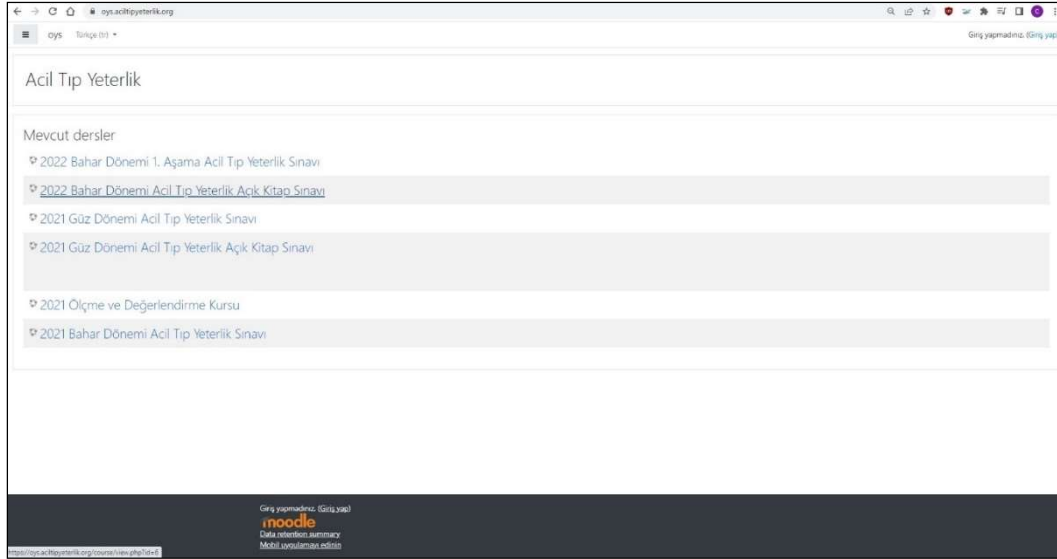 oys.aciltipyeterlik.org
oys Türkçe (tr)
Giriş yapmadınız. (Giriş yap)
Acil Tıp Yeterlik
Mevcut dersler
2022 Bahar Dönemi 1. Aşama Acil Tıp Yeterlik Sınavı
2022 Bahar Dönemi Acil Tıp Yeterlik Açık Kitap Sınavı
2021 Güz Dönemi Acil Tıp Yeterlik Sınavı
2021 Güz Dönemi Acil Tıp Yeterlik Açık Kitap Sınavı
2021 Ölçme ve Değerlendirme Kursu
2021 Bahar Dönemi Acil Tıp Yeterlik Sınavı
Giriş yapmadınız. (Giriş yap)
moodle
Data retention summary
Mobil uygulamayı edinin
https://oys.aciltipyeterlik.org/course/view.php?id=6